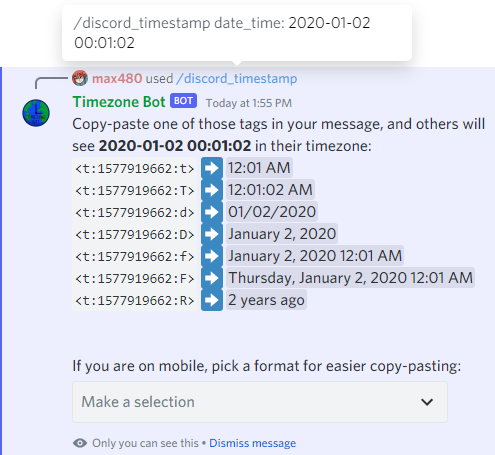 /discord_timestamp date_time: 2020-01-02
00:01:02
max480 used /discord_timestamp
Timezone Bot BOT Today at 1:55 PM
Copy-paste one of those tags in your message, and others will
see 2020-01-02 00:01:02 in their timezone:
<t:1577919662:t> ➡ 12:01 AM
<t:1577919662:T> ➡ 12:01:02 AM
<t:1577919662:d> ➡ 01/02/2020
<t:1577919662:D> ➡ January 2, 2020
<t:1577919662:f> ➡ January 2, 2020 12:01 AM
<t:1577919662:F> ➡ Thursday, January 2, 2020 12:01 AM
<t:1577919662:R> ➡ 2 years ago
If you are on mobile, pick a format for easier copy-pasting:
Make a selection
Only you can see this • Dismiss message